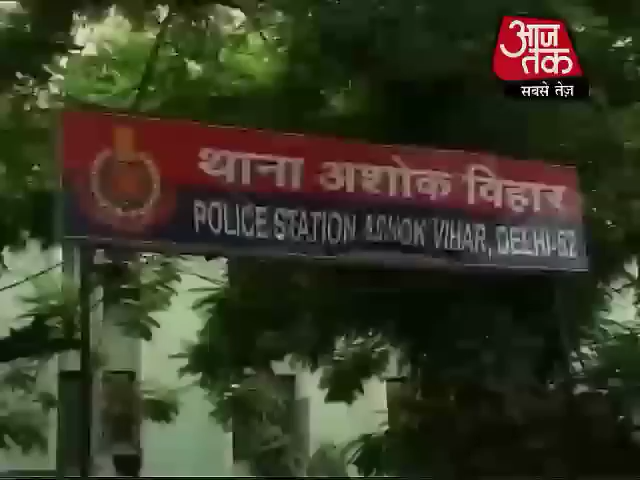 आज
तक
सबसे तेज़
थाना अशोक विहार
POLICE STATION ASHOK VIHAR, DELHI-52